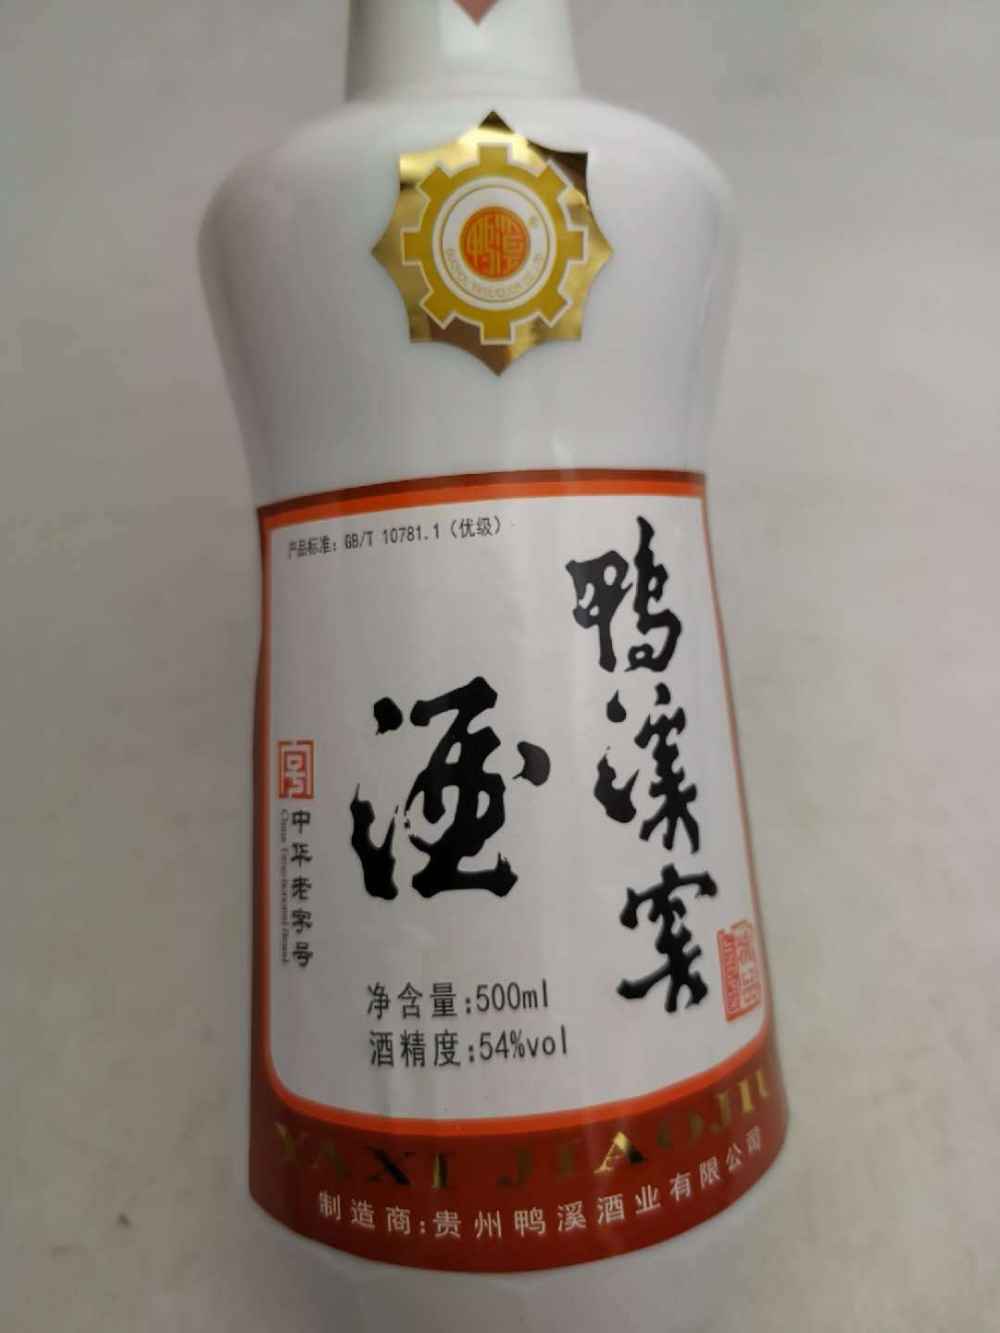 鸭溪
产品标准：GB/T 10781.1（优级）
鸭溪窖
酒
中华老字号
China Time-honored Brand
净含量:500ml
酒精度:54%vol
YAXI JIAOJIU
制造商:贵州鸭溪酒业有限公司